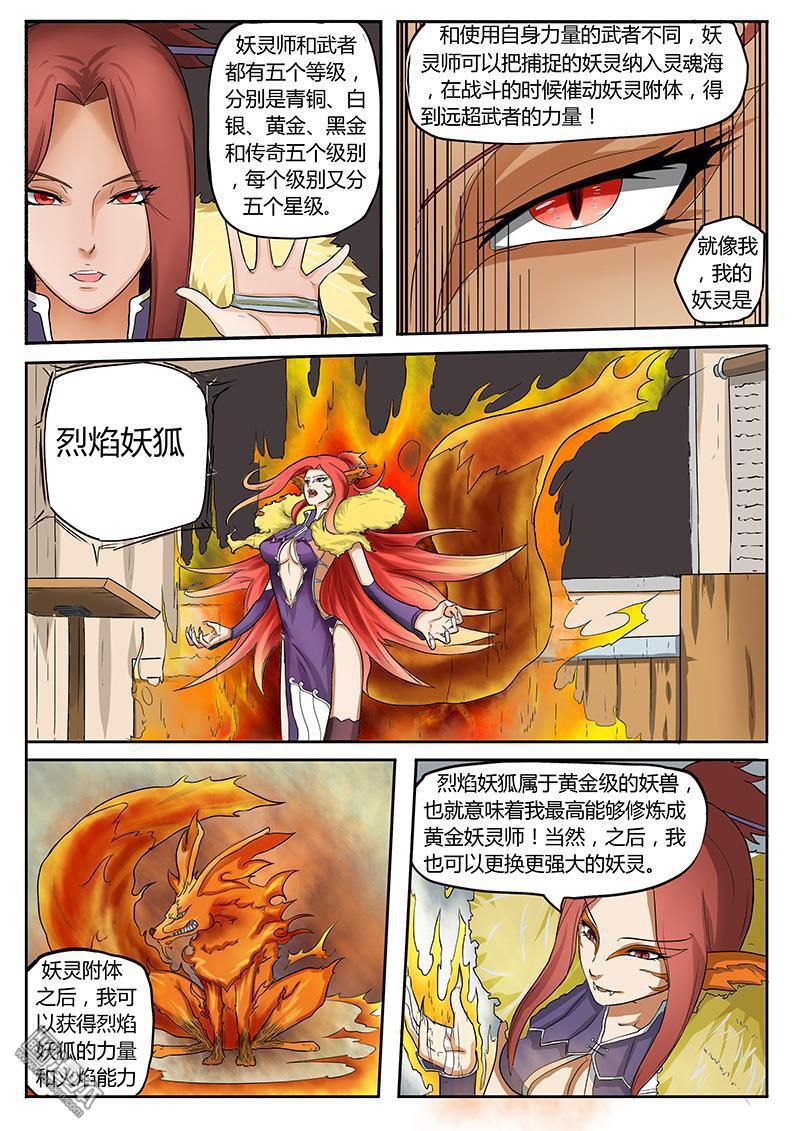 妖灵师和武者
都有五个等级，
分别是青铜、白
银、黄金、黑金
和传奇五个级别
，每个级别又分
五个星级。
和使用自身力量的武者不同，妖
灵师可以把捕捉的妖灵纳入灵魂海
，在战斗的时候催动妖灵附体，得
到远超武者的力量！
就像我
，我的
妖灵是
烈焰妖狐
妖灵附体
之后，我可
以获得烈焰
妖狐的力量
和火焰能力
烈焰妖狐属于黄金级的妖兽，
也就意味着我最高能够修炼成
黄金妖灵师！当然，之后，我
也可以更换更强大的妖灵。